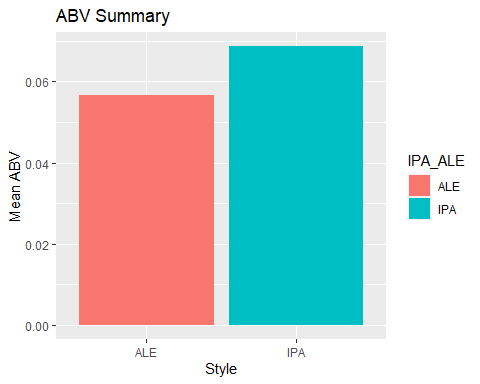 ABV Summary
Mean ABV
0.06
0.04
0.02
0.00
ALE
IPA
Style
IPA_ALE
ALE
IPA